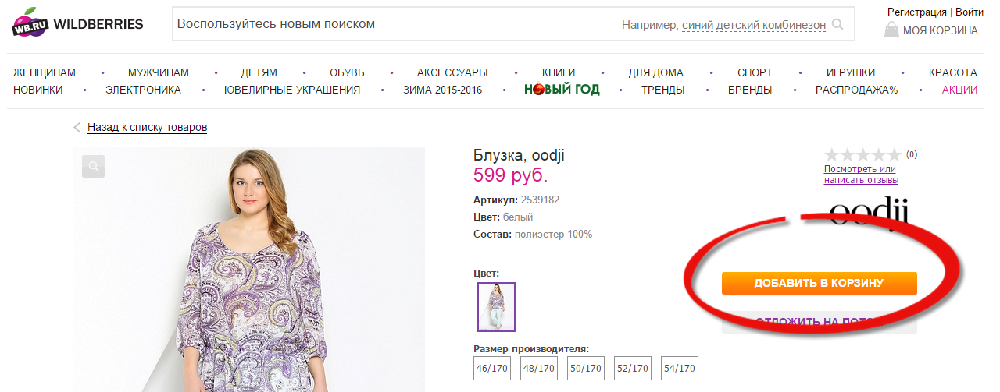 WB.RU WILDBERRIES
Воспользуйтесь новым поиском
Например, синий детский комбинезон
Регистрация | Войти
МОЯ КОРЗИНА
ЖЕНЩИНАМ • МУЖЧИНАМ • ДЕТЯМ • ОБУВЬ • АКСЕССУАРЫ • КНИГИ • ДЛЯ ДОМА • СПОРТ • ИГРУШКИ • КРАСОТА
НОВИНКИ • ЭЛЕКТРОНИКА • ЮВЕЛИРНЫЕ УКРАШЕНИЯ • ЗИМА 2015-2016 • НОВЫЙ ГОД • ТРЕНДЫ • БРЕНДЫ • РАСПРОДАЖА% • АКЦИИ
Назад к списку товаров
Блузка, oodji
599 руб.
Артикул: 2539182
Цвет: белый
Состав: полиэстер 100%
(0)
Посмотреть или
написать отзывы
oodji
ДОБАВИТЬ В КОРЗИНУ
ОТЛОЖИТЬ НА
Цвет:
Размер производителя:
46/170 48/170 50/170 52/170 54/170